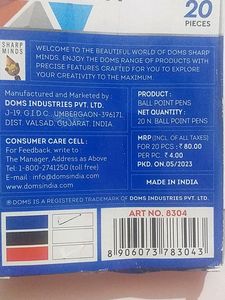 20
PIECES
SHARP
MINDS
WELCOME TO THE BEAUTIFUL WORLD OF DOMS SHARP
MINDS. ENJOY THE DOMS RANGE OF PRODUCTS WITH
PRECISE FEATURES CRAFTED FOR YOU TO EXPLORE
YOUR CREATIVITY TO THE MAXIMUM.
Manufactured and Marketed by
DOMS INDUSTRIES PVT. LTD.
J-19, G.I.D.C., UMBERGAON-396171,
DIST. VALSAD, GUJARAT, INDIA
CONSUMER CARE CELL:
For Feedback, write to
The Manager, Address as Above
Tel. 1-800-2741250 (toll free)
E-mail : info@domsindia.com
www.domsindia.com
PRODUCT :
BALL POINT PENS
NET QUANTITY :
20 N. BALL POINT PENS
MRP (INCL. OF ALL TAXES)
FOR 20 PCS : ₹ 80.00
PER PC. ₹ 4.00
PKD. ON.05/2023
MADE IN INDIA
® DOMS IS A REGISTERED TRADEMARK OF DOMS INDUSTRIES PVT. LTD.
ART NO. 8304
8 906073 783043